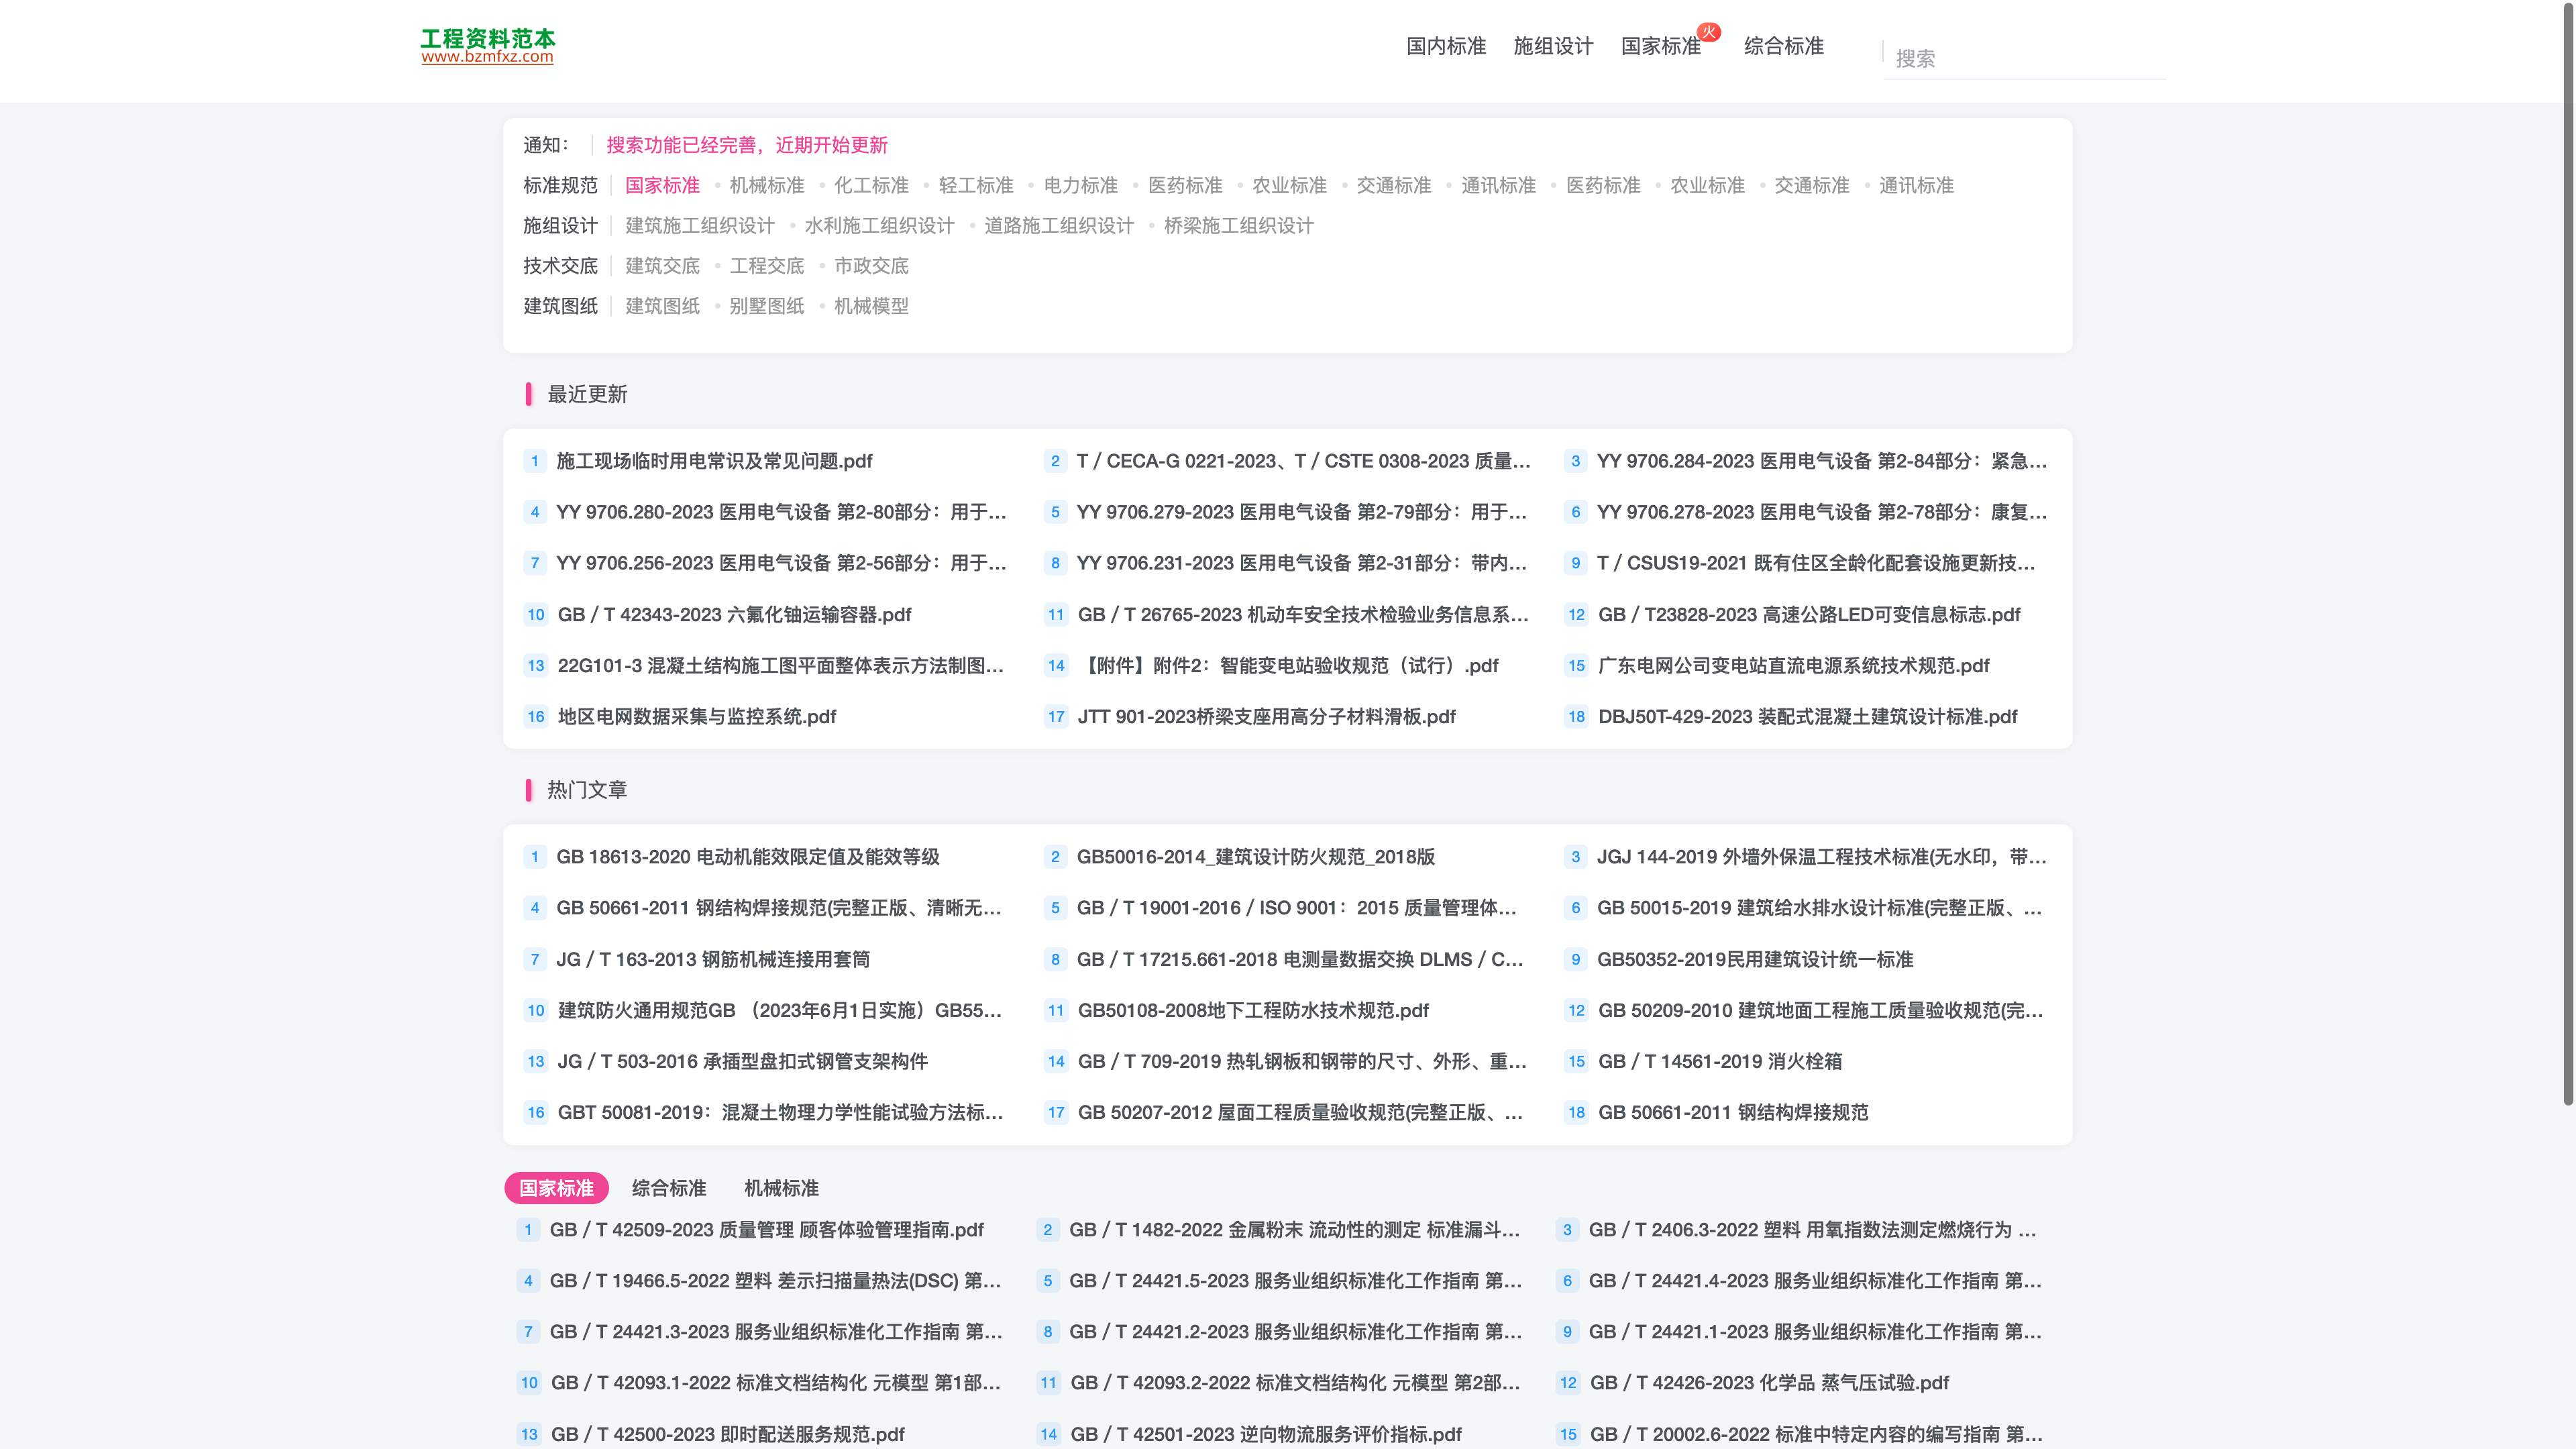 工程资料范本
www.bzmfxz.com
国内标准 施组设计 国家标准 火 综合标准 搜索
通知： 搜索功能已经完善，近期开始更新
标准规范 国家标准 机械标准 化工标准 轻工标准 电力标准 医药标准 农业标准 交通标准 通讯标准 医药标准 农业标准 交通标准 通讯标准
施组设计 建筑施工组织设计 水利施工组织设计 道路施工组织设计 桥梁施工组织设计
技术交底 建筑交底 工程交底 市政交底
建筑图纸 建筑图纸 别墅图纸 机械模型
最近更新
1 施工现场临时用电常识及常见问题.pdf 2 T / CECA-G 0221-2023、T / CSTE 0308-2023 质量... 3 YY 9706.284-2023 医用电气设备 第2-84部分：紧急...
4 YY 9706.280-2023 医用电气设备 第2-80部分：用于... 5 YY 9706.279-2023 医用电气设备 第2-79部分：用于... 6 YY 9706.278-2023 医用电气设备 第2-78部分：康复...
7 YY 9706.256-2023 医用电气设备 第2-56部分：用于... 8 YY 9706.231-2023 医用电气设备 第2-31部分：带内... 9 T / CSUS19-2021 既有住区全龄化配套设施更新技...
10 GB / T 42343-2023 六氟化铀运输容器.pdf 11 GB / T 26765-2023 机动车安全技术检验业务信息系... 12 GB / T23828-2023 高速公路LED可变信息标志.pdf
13 22G101-3 混凝土结构施工图平面整体表示方法制图... 14 【附件】附件2：智能变电站验收规范（试行）.pdf 15 广东电网公司变电站直流电源系统技术规范.pdf
16 地区电网数据采集与监控系统.pdf 17 JTT 901-2023桥梁支座用高分子材料滑板.pdf 18 DBJ50T-429-2023 装配式混凝土建筑设计标准.pdf
热门文章
1 GB 18613-2020 电动机能效限定值及能效等级 2 GB50016-2014_建筑设计防火规范_2018版 3 JGJ 144-2019 外墙外保温工程技术标准(无水印，带...
4 GB 50661-2011 钢结构焊接规范(完整正版、清晰无... 5 GB / T 19001-2016 / ISO 9001：2015 质量管理体... 6 GB 50015-2019 建筑给水排水设计标准(完整正版、...
7 JG / T 163-2013 钢筋机械连接用套筒 8 GB / T 17215.661-2018 电测量数据交换 DLMS / C... 9 GB50352-2019民用建筑设计统一标准
10 建筑防火通用规范GB （2023年6月1日实施）GB55... 11 GB50108-2008地下工程防水技术规范.pdf 12 GB 50209-2010 建筑地面工程施工质量验收规范(完...
13 JG / T 503-2016 承插型盘扣式钢管支架构件 14 GB / T 709-2019 热轧钢板和钢带的尺寸、外形、重... 15 GB / T 14561-2019 消火栓箱
16 GBT 50081-2019：混凝土物理力学性能试验方法标... 17 GB 50207-2012 屋面工程质量验收规范(完整正版、... 18 GB 50661-2011 钢结构焊接规范
国家标准 综合标准 机械标准
1 GB / T 42509-2023 质量管理 顾客体验管理指南.pdf 2 GB / T 1482-2022 金属粉末 流动性的测定 标准漏斗... 3 GB / T 2406.3-2022 塑料 用氧指数法测定燃烧行为 ...
4 GB / T 19466.5-2022 塑料 差示扫描量热法(DSC) 第... 5 GB / T 24421.5-2023 服务业组织标准化工作指南 第... 6 GB / T 24421.4-2023 服务业组织标准化工作指南 第...
7 GB / T 24421.3-2023 服务业组织标准化工作指南 第... 8 GB / T 24421.2-2023 服务业组织标准化工作指南 第... 9 GB / T 24421.1-2023 服务业组织标准化工作指南 第...
10 GB / T 42093.1-2022 标准文档结构化 元模型 第1部... 11 GB / T 42093.2-2022 标准文档结构化 元模型 第2部... 12 GB / T 42426-2023 化学品 蒸气压试验.pdf
13 GB / T 42500-2023 即时配送服务规范.pdf 14 GB / T 42501-2023 逆向物流服务评价指标.pdf 15 GB / T 20002.6-2022 标准中特定内容的编写指南 第...